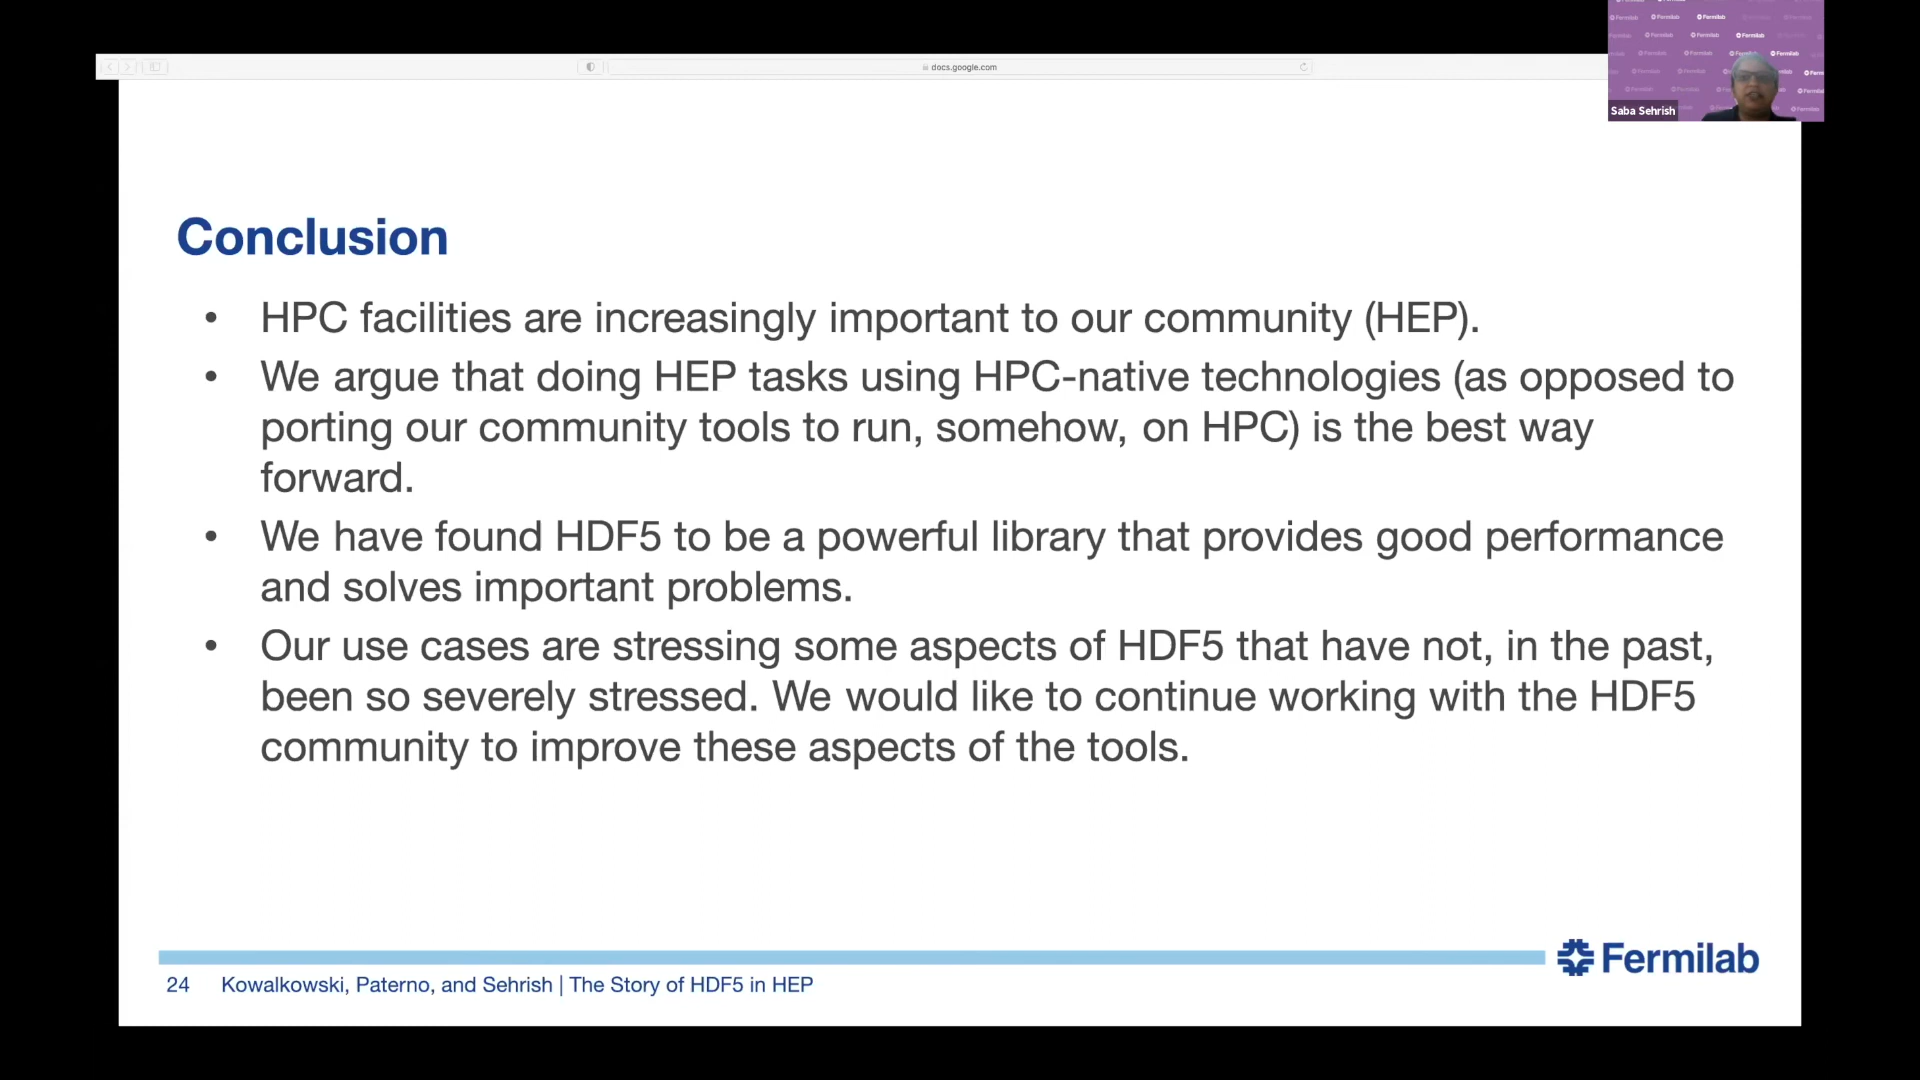 docs.google.com
Fermilab
Saba Sehrish
Conclusion
• HPC facilities are increasingly important to our community (HEP).
• We argue that doing HEP tasks using HPC-native technologies (as opposed to
porting our community tools to run, somehow, on HPC) is the best way
forward.
• We have found HDF5 to be a powerful library that provides good performance
and solves important problems.
• Our use cases are stressing some aspects of HDF5 that have not, in the past,
been so severely stressed. We would like to continue working with the HDF5
community to improve these aspects of the tools.
Fermilab
24 Kowalkowski, Paterno, and Sehrish | The Story of HDF5 in HEP